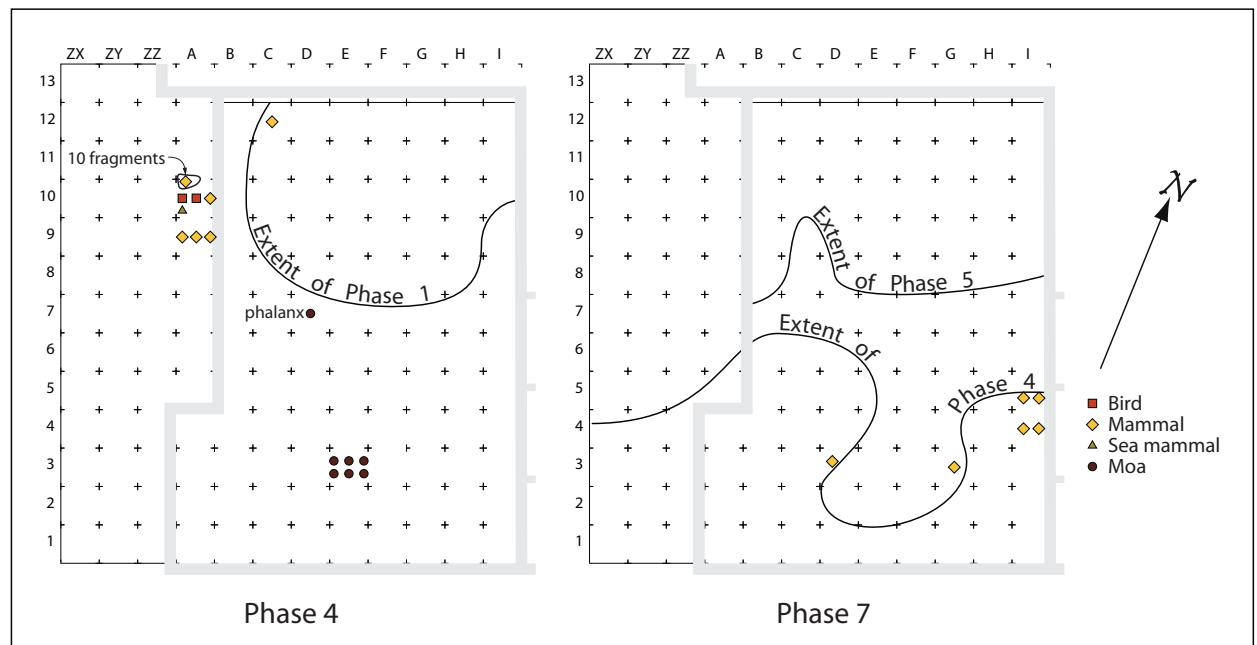 ZX ZY ZZ A B C D E F G H I
13
12
11
10
9
8
7
6
5
4
3
2
1
10 fragments
Extent of Phase 1
phalanx
Phase 4
ZX ZY ZZ A B C D E F G H I
13
12
11
10
9
8
7
6
5
4
3
2
1
Extent of Phase 5
Extent of Phase 4
Phase 7
N
Bird
Mammal
Sea mammal
Moa